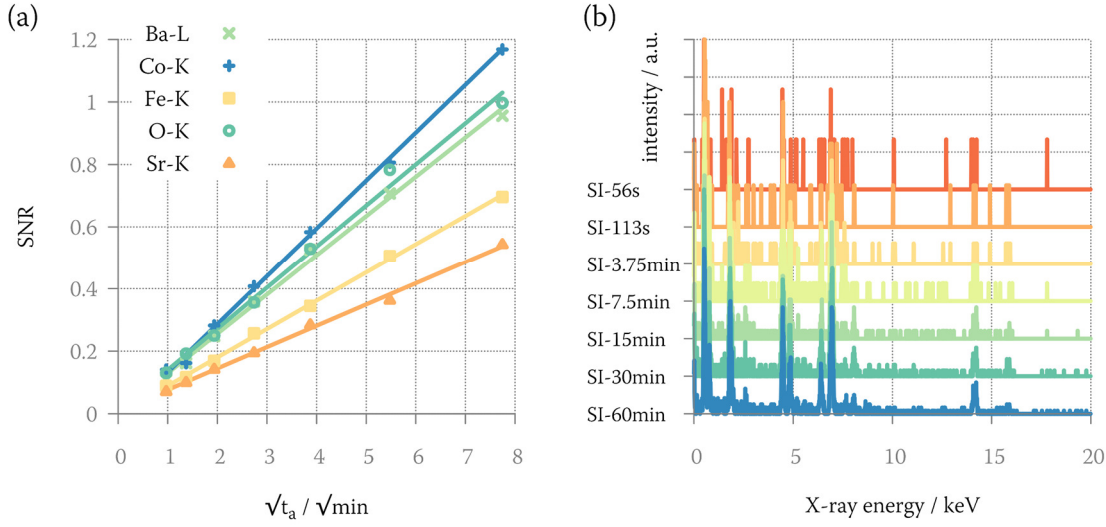 (a)
1.2
1
0.8
0.6
0.4
0.2
0
SNR
Ba-L
Co-K
Fe-K
O-K
Sr-K
0 1 2 3 4 5 6 7 8
√tₐ / √min
(b)
intensity / a.u.
SI-56s
SI-113s
SI-3.75min
SI-7.5min
SI-15min
SI-30min
SI-60min
0 5 10 15 20
X-ray energy / keV